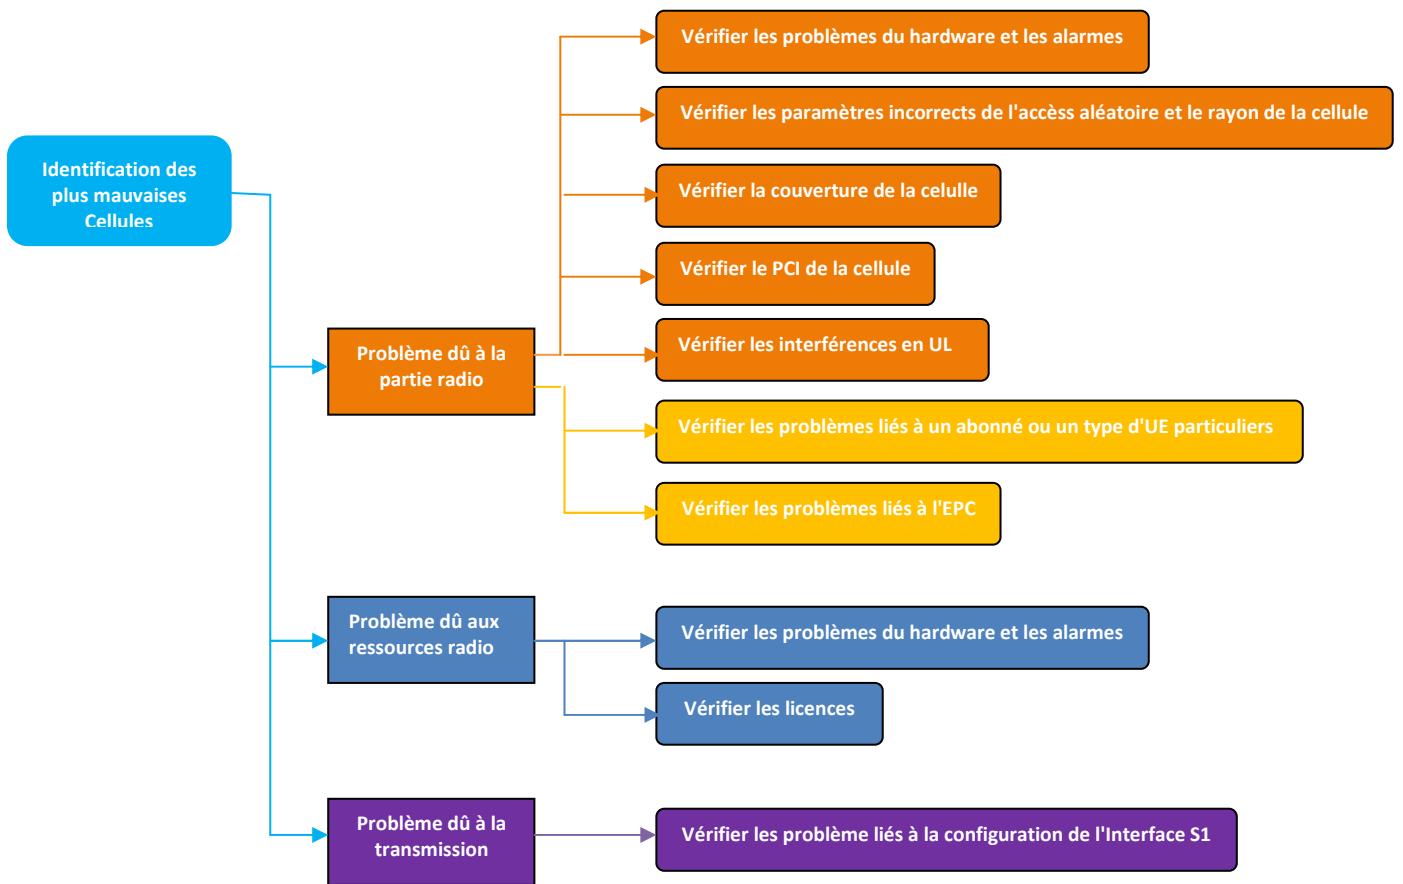 Vérifier les problèmes du hardware et les alarmes
Vérifier les paramètres incorrects de l'accèss aléatoire et le rayon de la cellule
Identification des
plus mauvaises
Cellules
Vérifier la couverture de la celulle
Vérifier le PCI de la cellule
Problème dû à la
partie radio
Vérifier les interférences en UL
Vérifier les problèmes liés à un abonné ou un type d'UE particuliers
Vérifier les problèmes liés à l'EPC
Problème dû aux
ressources radio
Vérifier les problèmes du hardware et les alarmes
Vérifier les licences
Problème dû à la
transmission
Vérifier les problème liés à la configuration de l'Interface S1